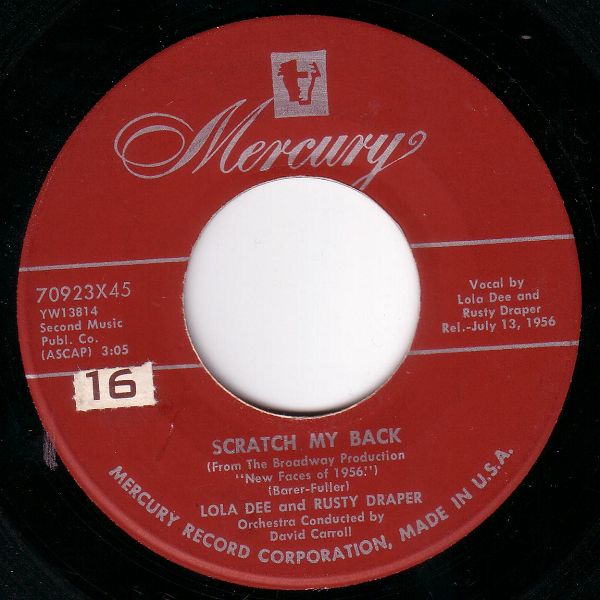 Mercury
70923X45
YW13814
Second Music
Publ. Co.
(ASCAP) 3:05
Vocal by
Lola Dee and
Rusty Draper
Rel.-July 13, 1956
16
SCRATCH MY BACK
(From The Broadway Production
"New Faces of 1956.")
(Barer-Fuller)
LOLA DEE and RUSTY DRAPER
Orchestra Conducted by
David Carroll
MERCURY RECORD CORPORATION, MADE IN U.S.A.